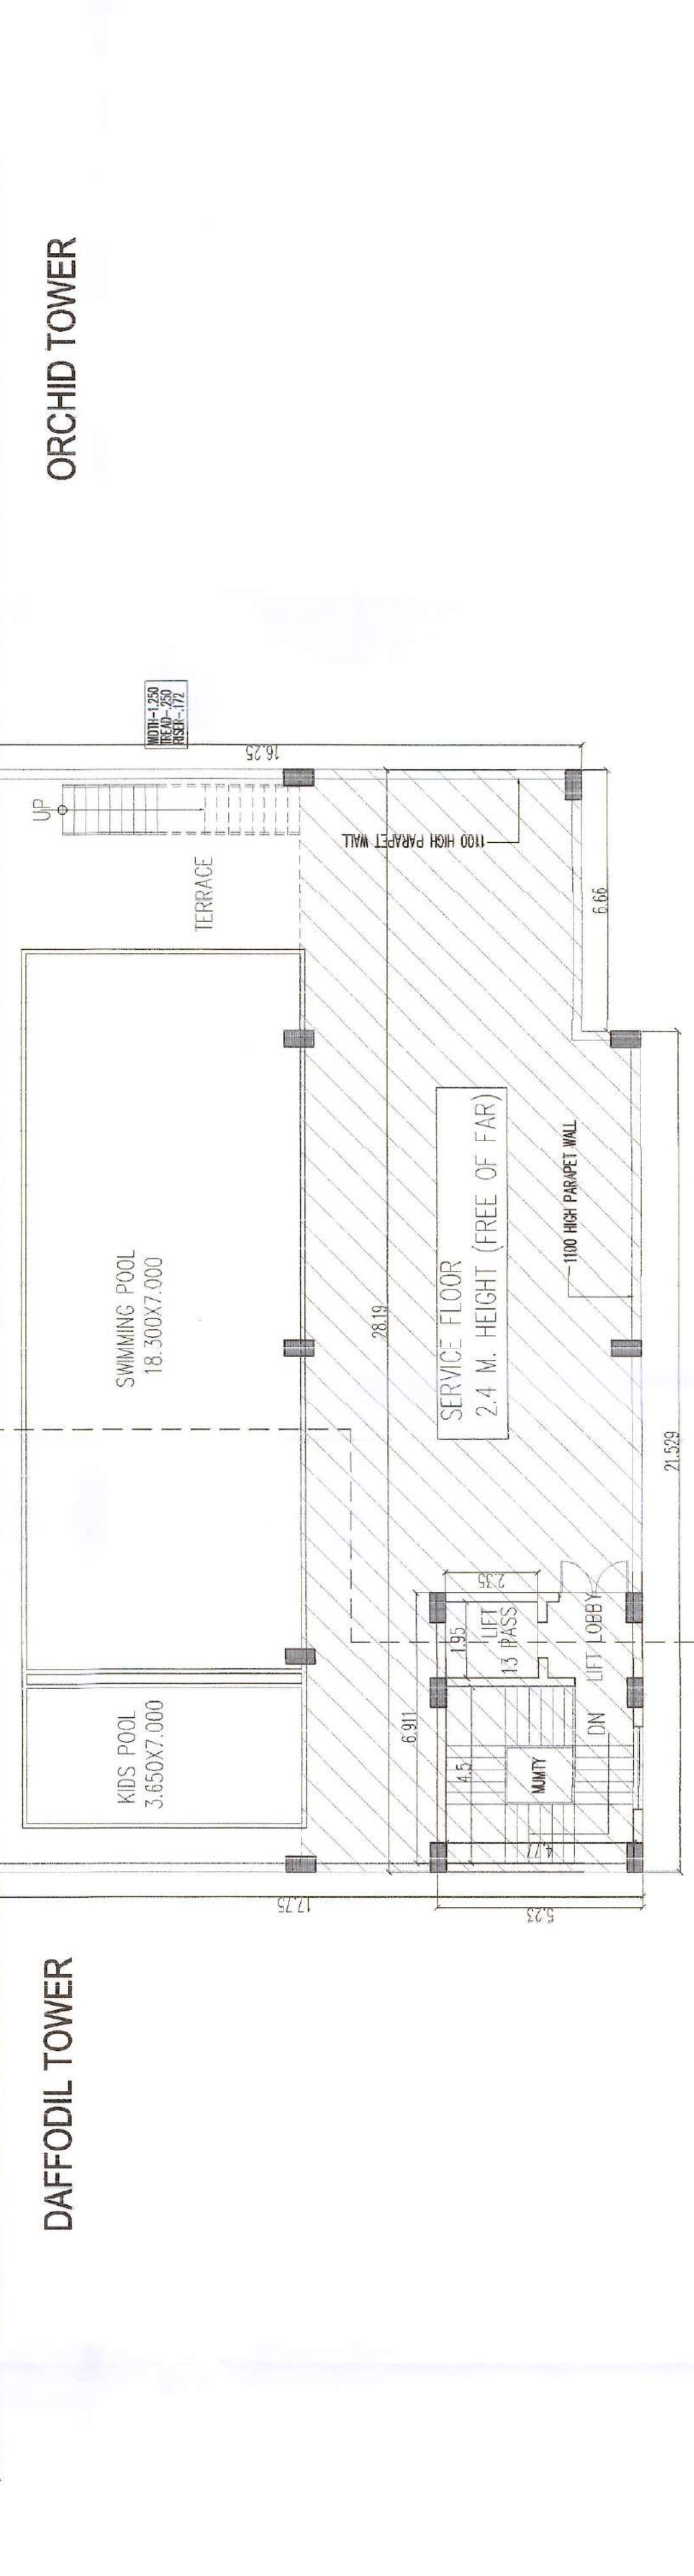 ORCHID TOWER
WIDTH-1.250
TREAD-.250
RISER-.172
16.25
UP
TERRACE
1100 HIGH PARAPET WALL
6.66
SWIMMING POOL
18.300X7.000
28.19
SERVICE FLOOR
2.4 M. HEIGHT (FREE OF FAR)
1100 HIGH PARAPET WALL
21.529
KIDS POOL
3.650X7.000
2.35
1.95
LIFT
13 PASS
LIFT LOBBY
6.911
4.5
MUMTY
DN
4.77
17.75
5.23
DAFFODIL TOWER